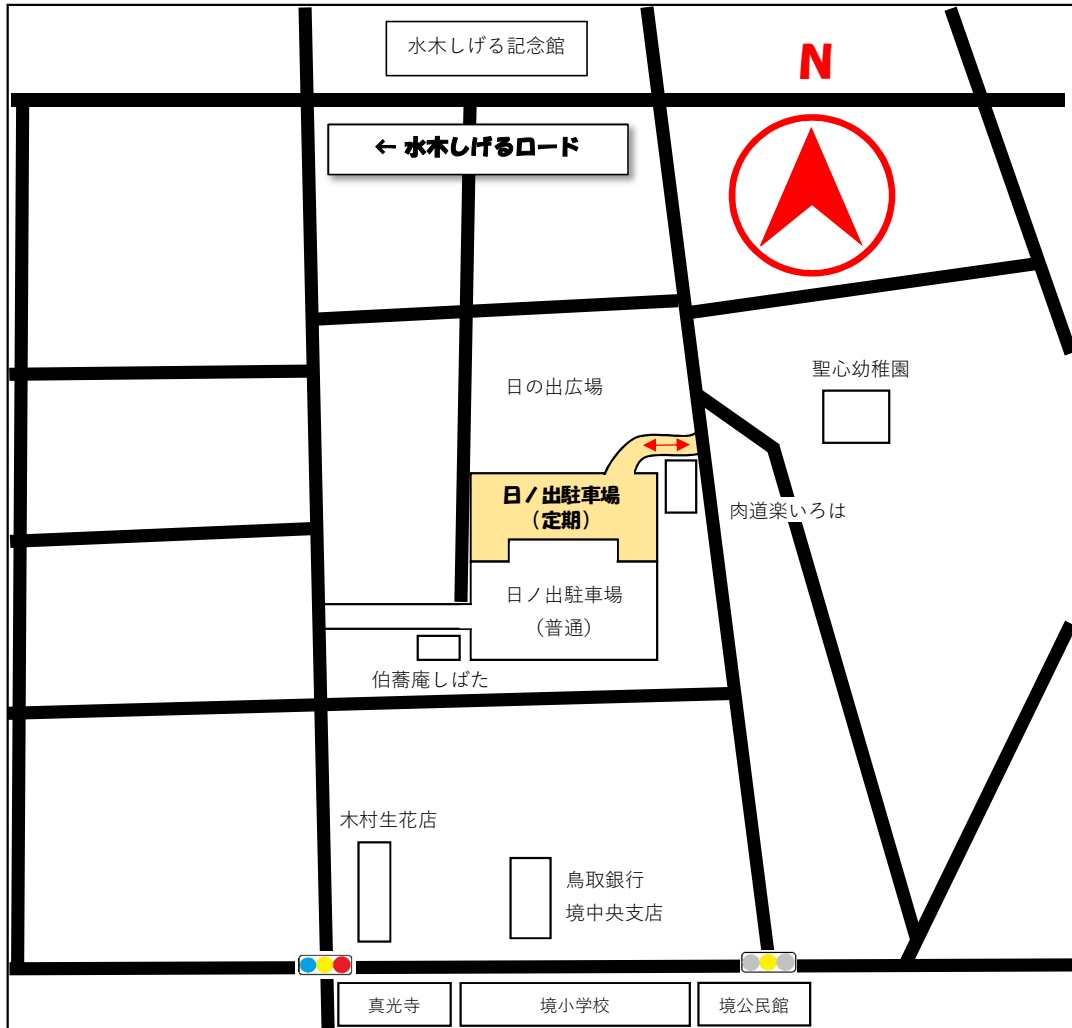 水木しげる記念館
N
← 水木しげるロード
聖心幼稚園
日の出広場
日ノ出駐車場
（定期）
肉道楽いろは
日ノ出駐車場
（普通）
伯蕎庵しばた
木村生花店
鳥取銀行
境中央支店
真光寺
境小学校
境公民館